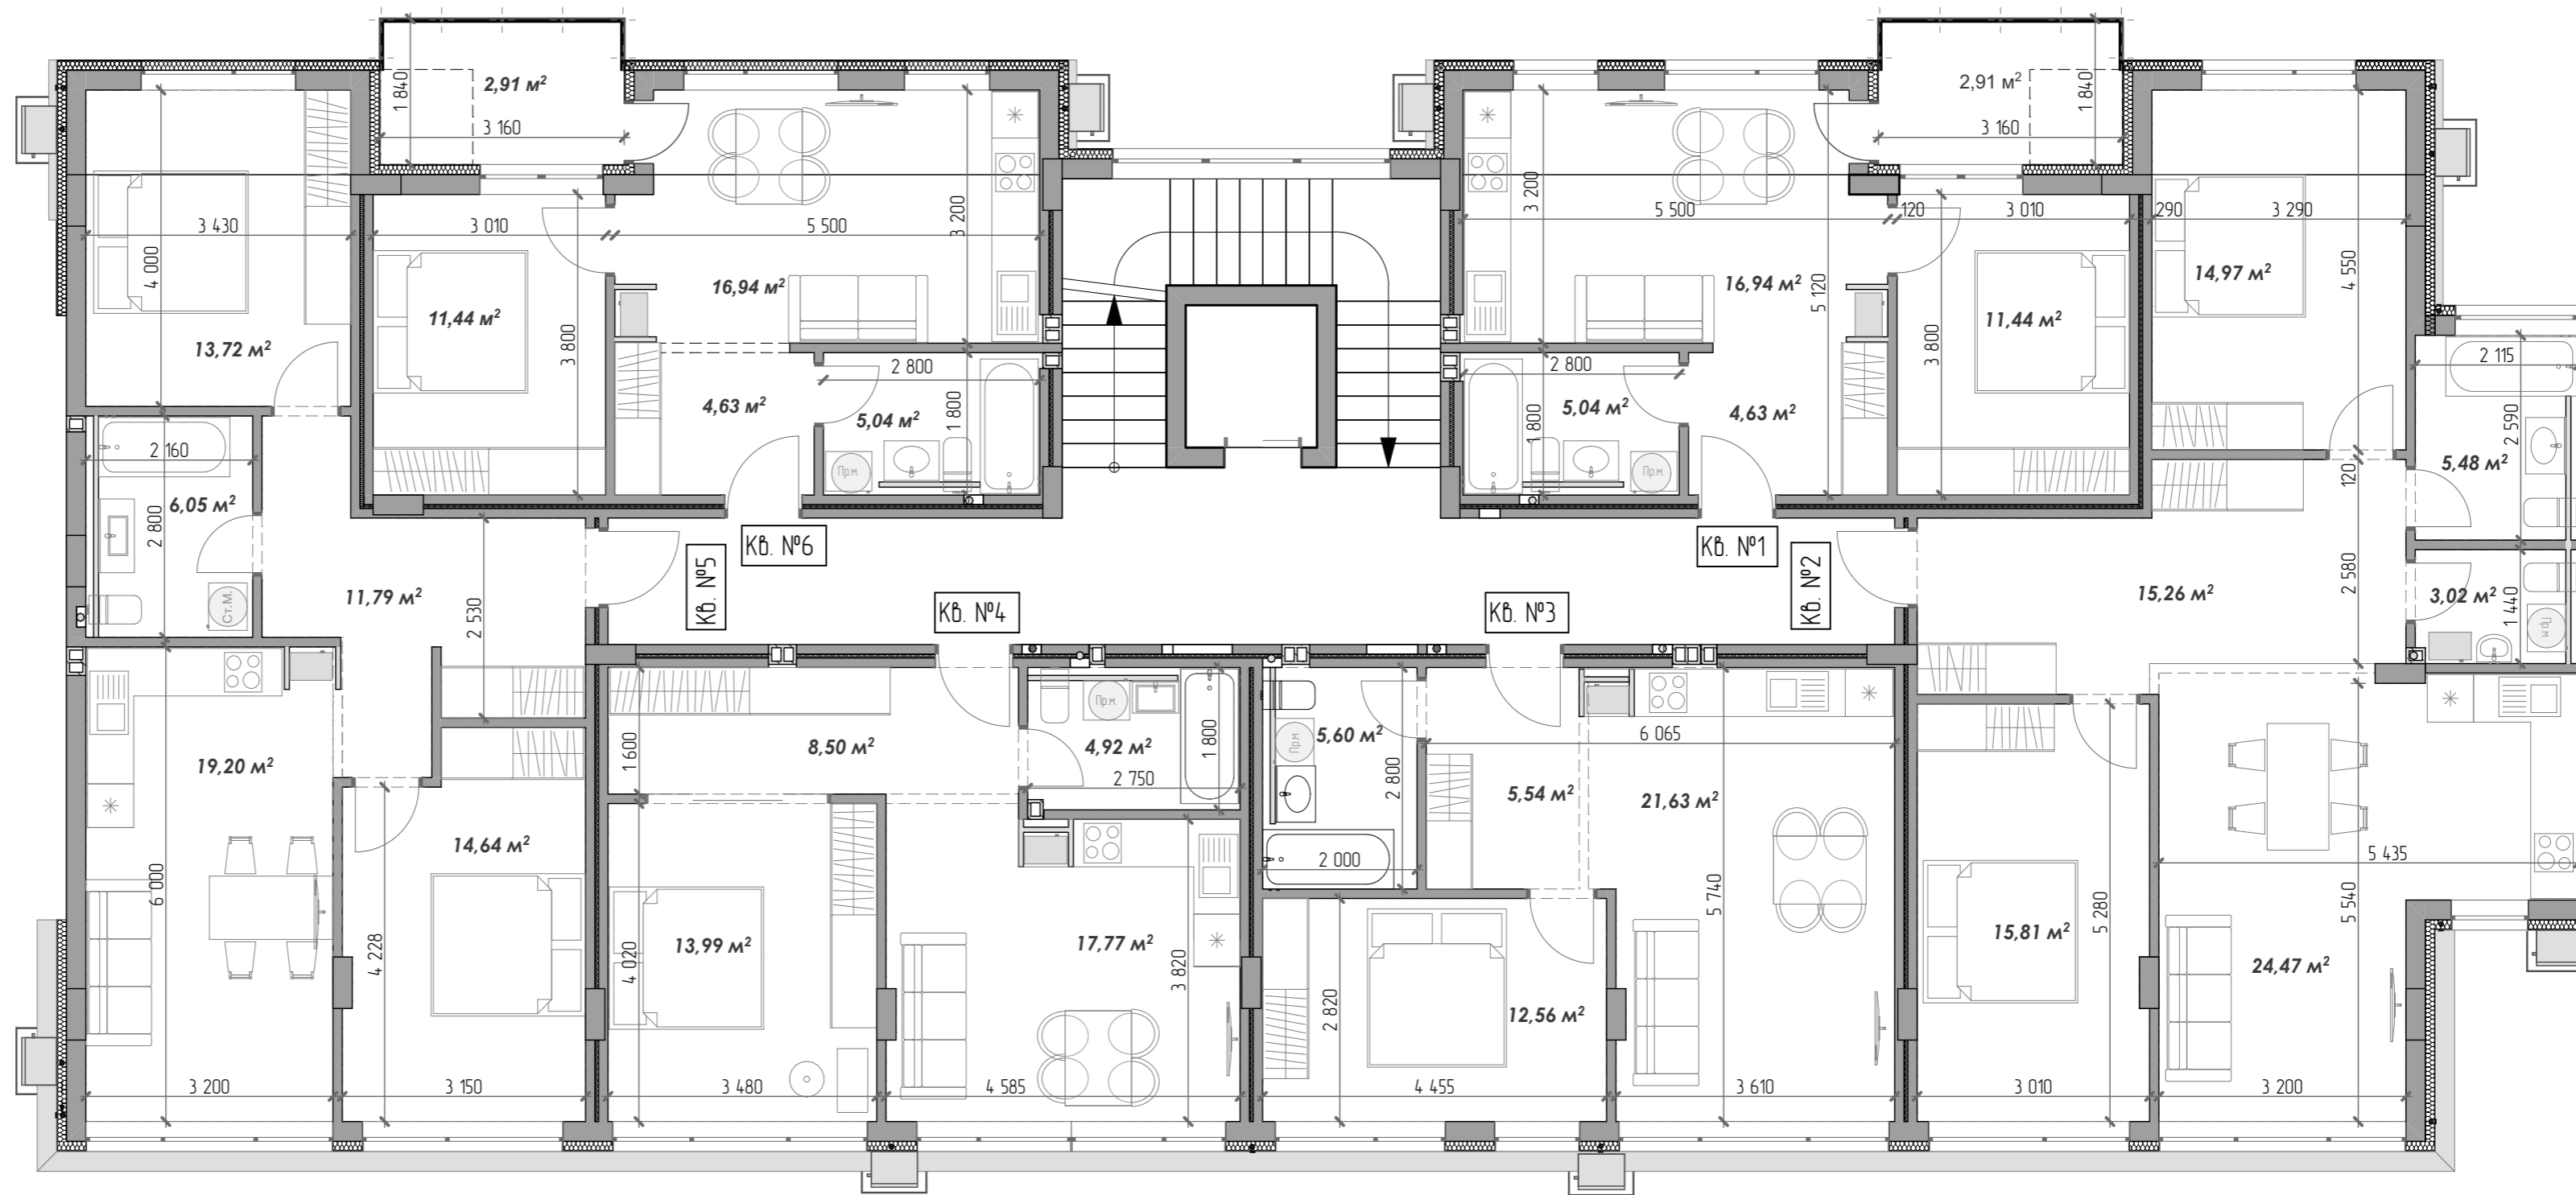 1 840
2,91 м²
3 160
3 430
4 000
13,72 м²
3 010
11,44 м²
3 800
5 500
3 200
16,94 м²
4,63 м²
2 800
5,04 м²
1 800
Пр.м.
2 160
6,05 м²
2 800
Ст.М.
11,79 м²
2 530
Кв. №5
Кв. №6
Кв. №4
2,91 м²
1 840
3 160
3 200
5 500
120
3 010
290
3 290
16,94 м²
5 120
11,44 м²
3 800
14,97 м²
4 550
2 800
5,04 м²
1 800
4,63 м²
Пр.м.
2 115
2 590
5,48 м²
120
2 580
3,02 м²
1 440
Пр.м.
15,26 м²
Кв. №1
Кв. №2
Кв. №3
19,20 м²
6 000
3 200
14,64 м²
4 228
3 150
1 600
8,50 м²
Пр.м.
4,92 м²
1 800
2 750
13,99 м²
4 020
3 480
17,77 м²
3 820
4 585
5,60 м²
Пр.м.
2 800
2 000
6 065
5,54 м²
21,63 м²
5 740
12,56 м²
2 820
4 455
3 610
15,81 м²
5 280
3 010
5 435
5 540
24,47 м²
3 200